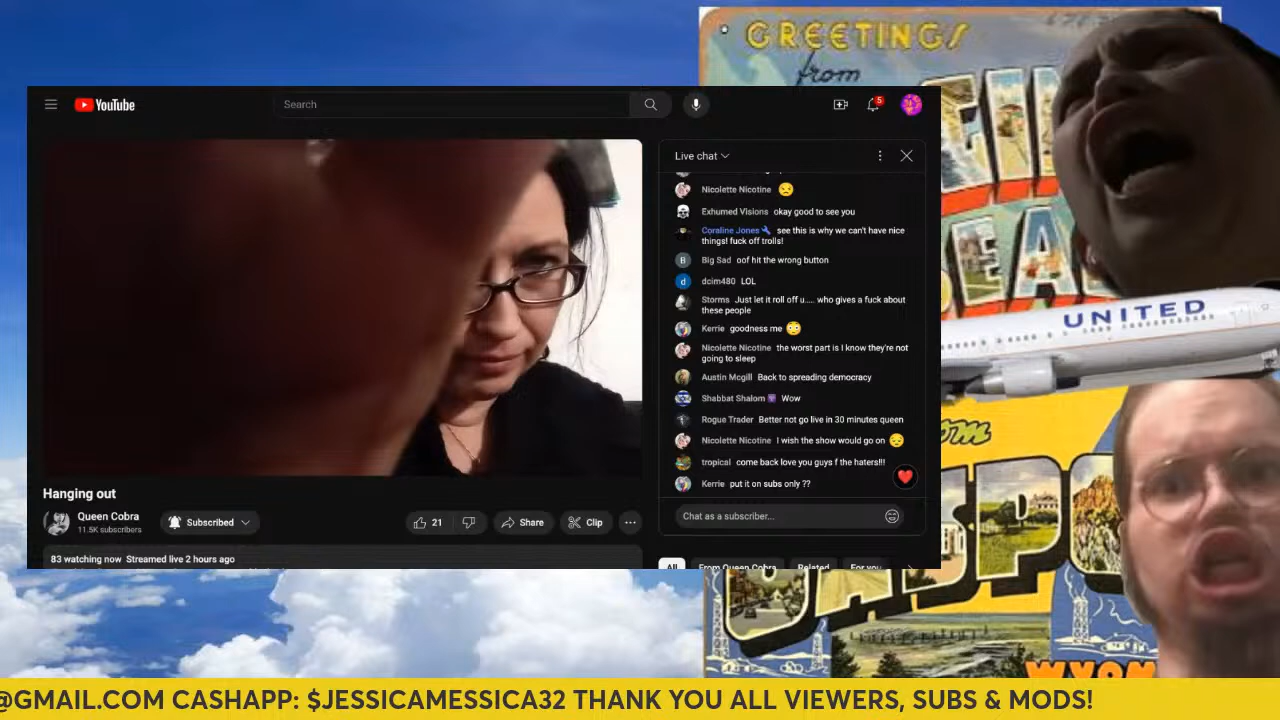 GREETINGS
from
YouTube
Search
5
Live chat
Nicolette Nicotine 😒
Exhumed Visions okay good to see you
Coraline Jones see this is why we can't have nice
things! fuck off trolls!
B Big Sad oof hit the wrong button
d dcim480 LOL
Storms Just let it roll off u..... who gives a fuck about
these people
Kerrie goodness me 😳
Nicolette Nicotine the worst part is I know they're not
going to sleep
Austin Mcgill Back to spreading democracy
Shabbat Shalom Wow
Rogue Trader Better not go live in 30 minutes queen
Nicolette Nicotine I wish the show would go on 😔
tropical come back love you guys f the haters!!!
Kerrie put it on subs only ??
Chat as a subscriber...
Hanging out
Queen Cobra
11.5K subscribers
Subscribed
21
Share
Clip
83 watching now Streamed live 2 hours ago
All From Queen Cobra Related For you
UNITED
@GMAIL.COM CASHAPP: $JESSICAMESSICA32 THANK YOU ALL VIEWERS, SUBS & MODS!